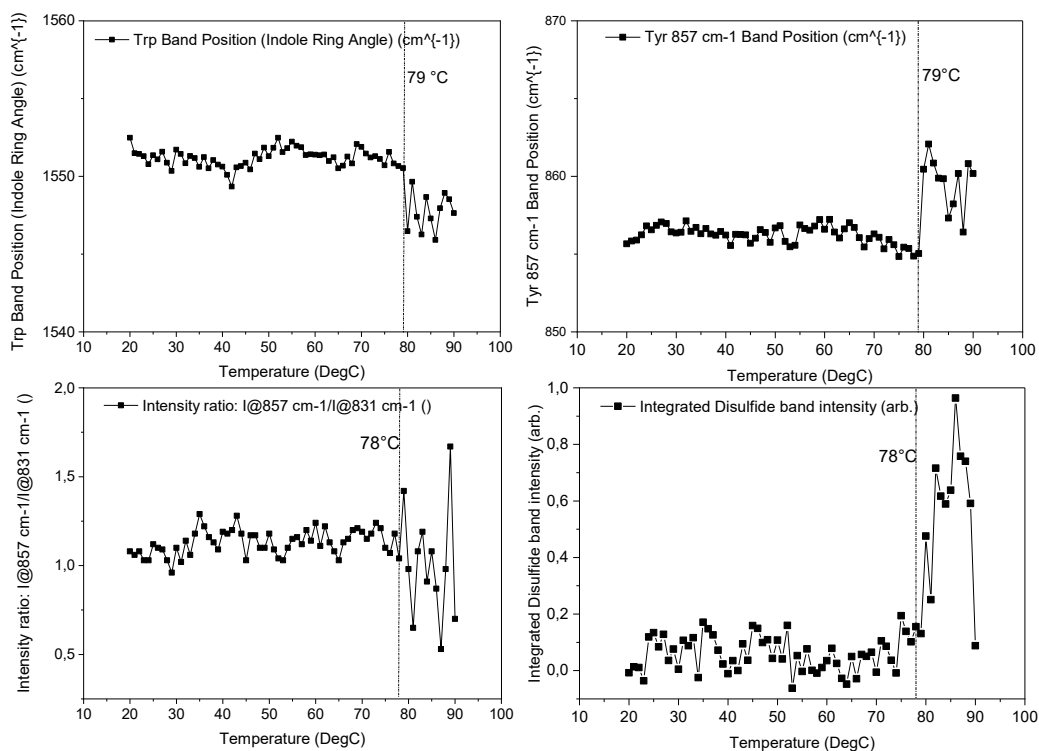 Trp Band Position (Indole Ring Angle) (cm^{-1})
1560
1550
1540
Trp Band Position (Indole Ring Angle) (cm^{-1})
79 °C
10 20 30 40 50 60 70 80 90 100
Temperature (DegC)
Tyr 857 cm-1 Band Position (cm^{-1})
870
860
850
Tyr 857 cm-1 Band Position (cm^{-1})
79°C
10 20 30 40 50 60 70 80 90 100
Temperature (DegC)
Intensity ratio: I@857 cm-1/I@831 cm-1 ()
2,0
1,5
1,0
0,5
Intensity ratio: I@857 cm-1/I@831 cm-1 ()
78°C
10 20 30 40 50 60 70 80 90 100
Temperature (DegC)
Integrated Disulfide band intensity (arb.)
1,0
0,8
0,6
0,4
0,2
0,0
Integrated Disulfide band intensity (arb.)
78°C
10 20 30 40 50 60 70 80 90 100
Temperature (DegC)